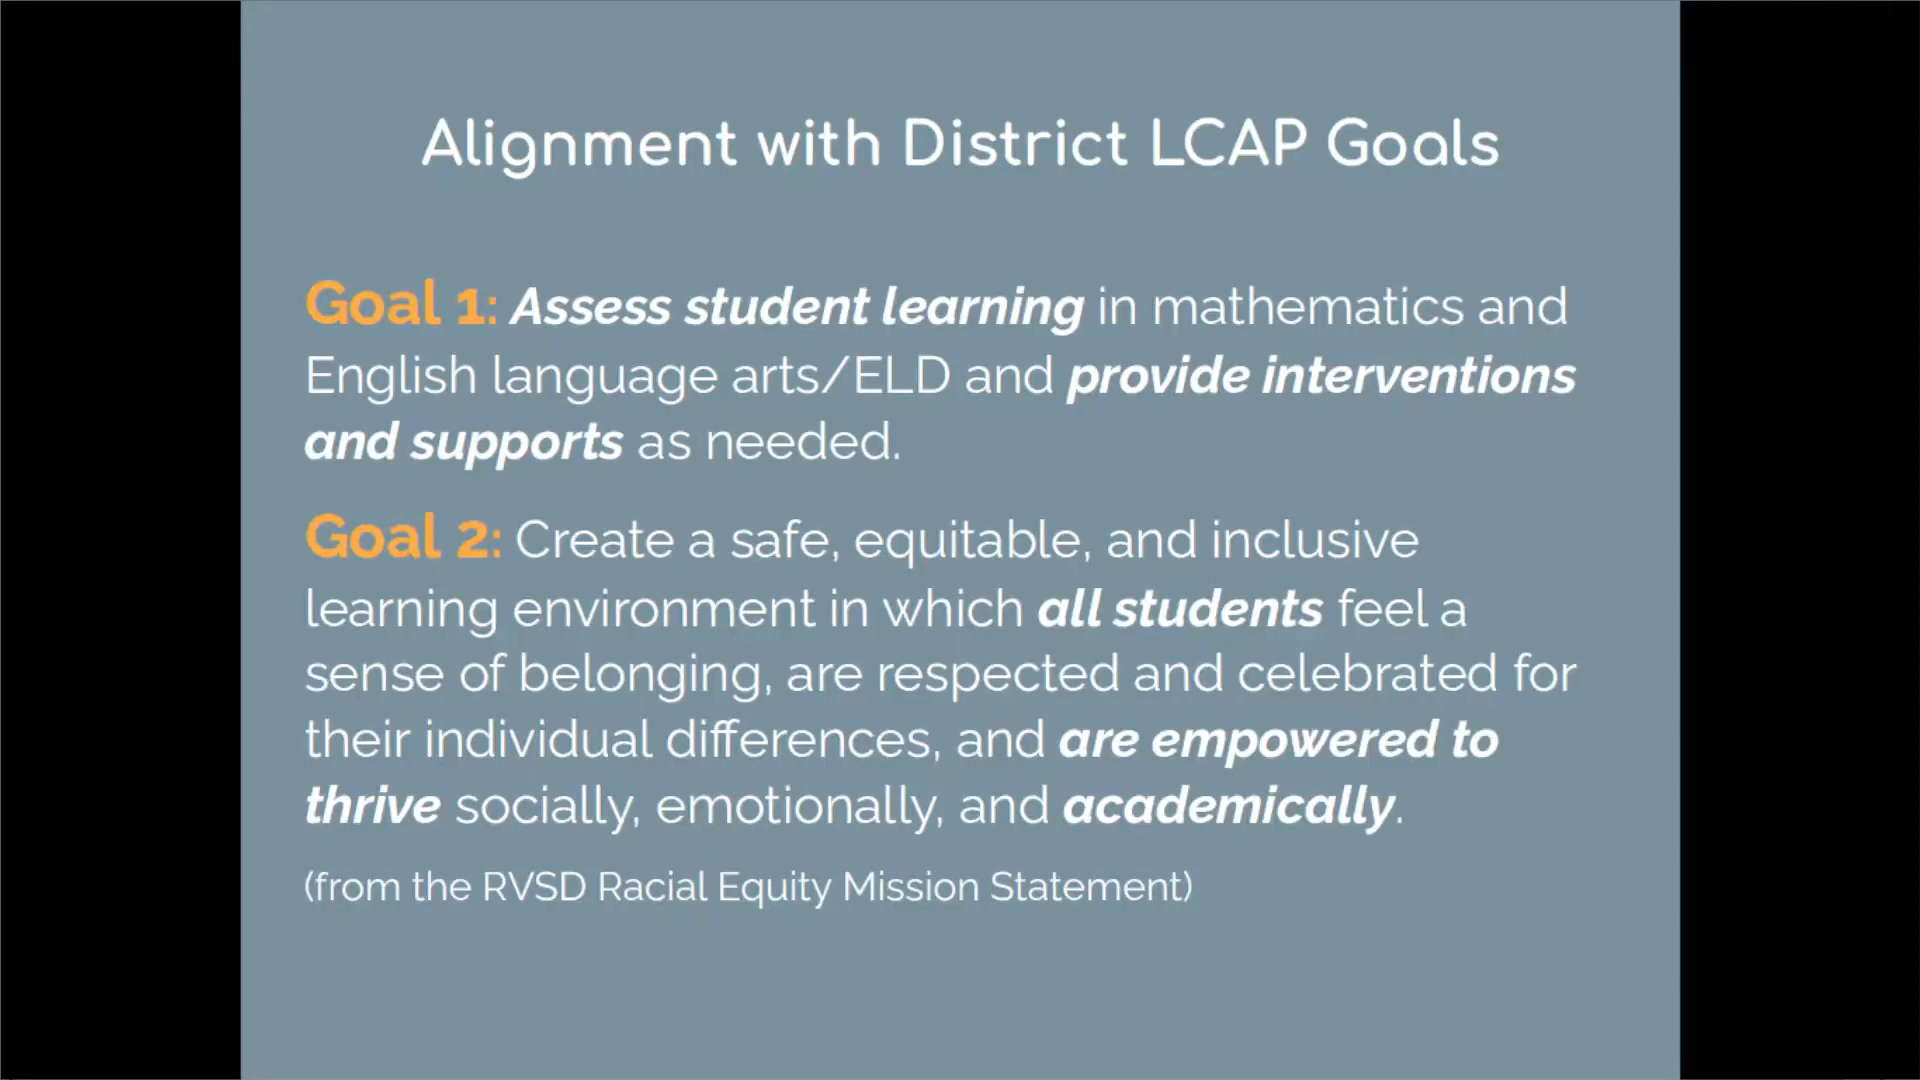 Alignment with District LCAP Goals
Goal 1: Assess student learning in mathematics and
English language arts/ELD and provide interventions
and supports as needed.
Goal 2: Create a safe, equitable, and inclusive
learning environment in which all students feel a
sense of belonging, are respected and celebrated for
their individual differences, and are empowered to
thrive socially, emotionally, and academically.
(from the RVSD Racial Equity Mission Statement)